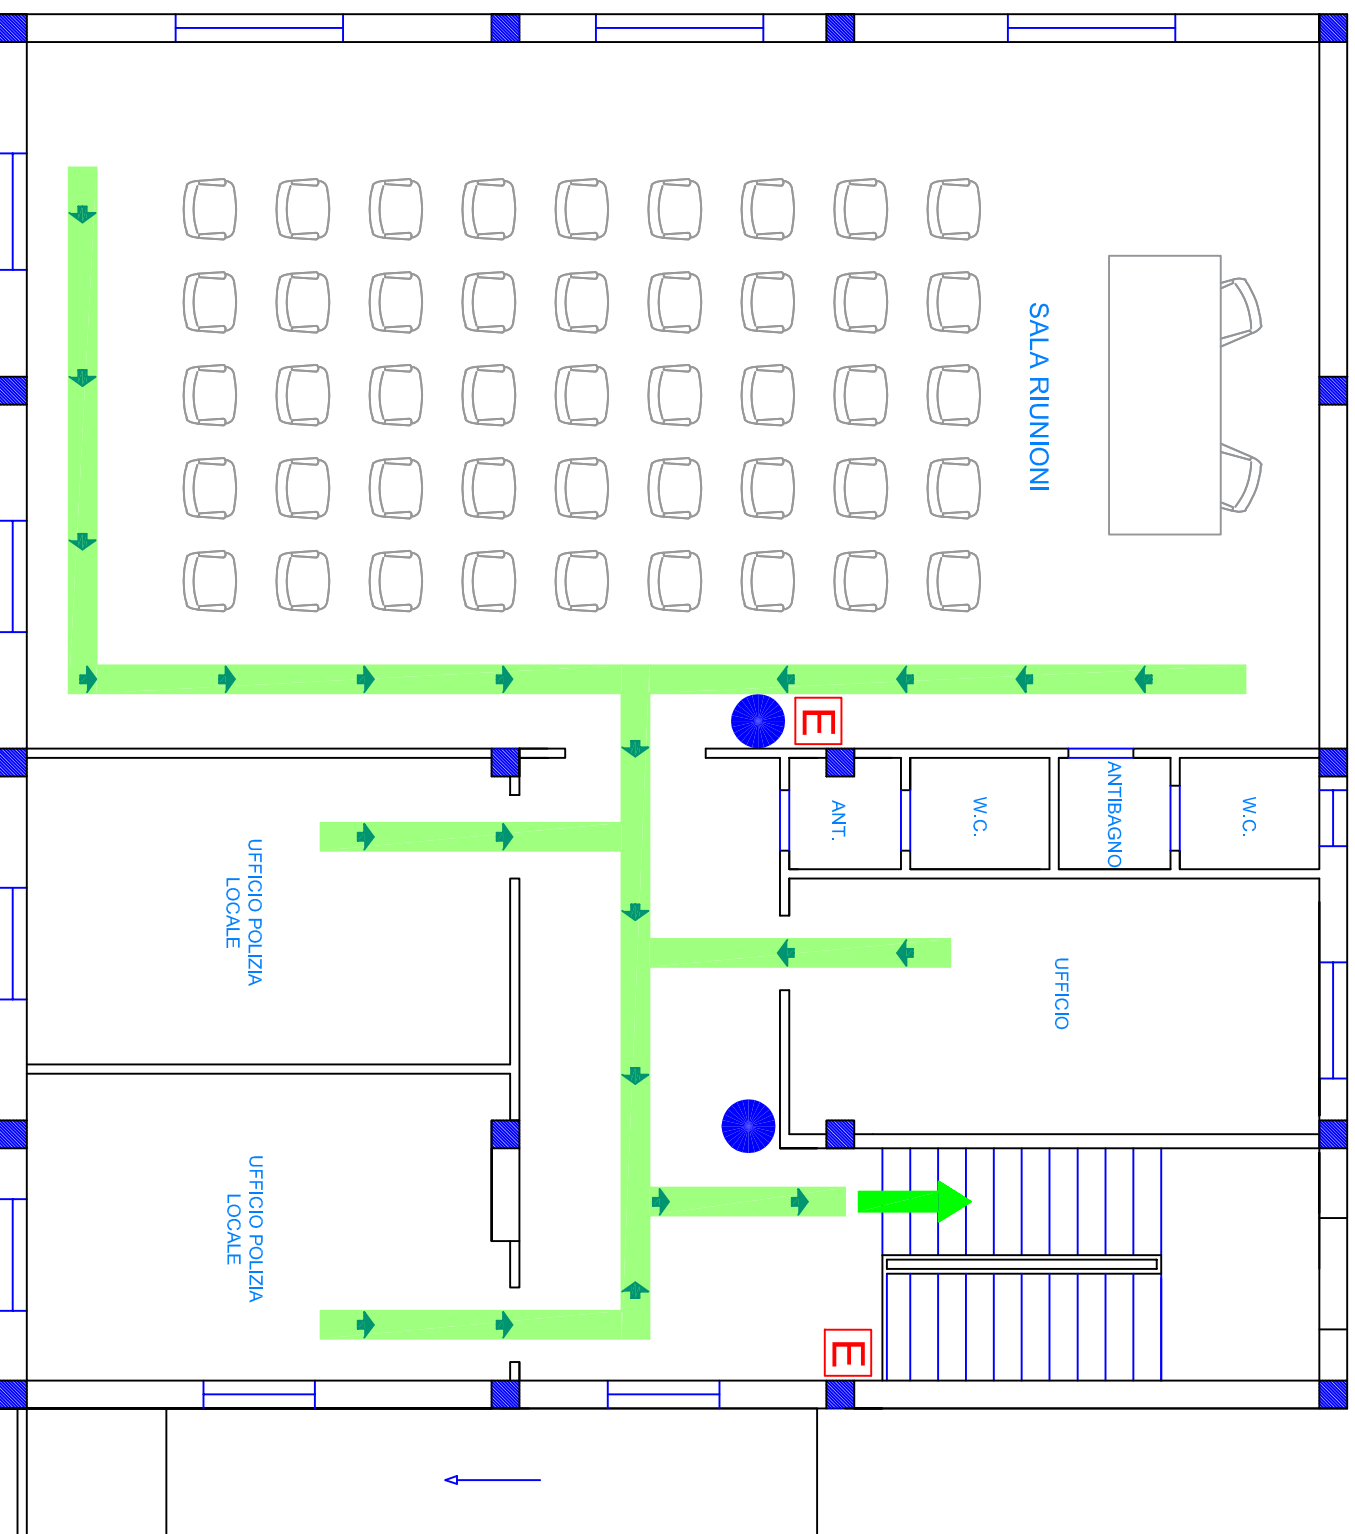 SALA RIUNIONI
E
ANT.
W.C.
ANTIBAGNO
W.C.
UFFICIO POLIZIA
LOCALE
UFFICIO
UFFICIO POLIZIA
LOCALE
E